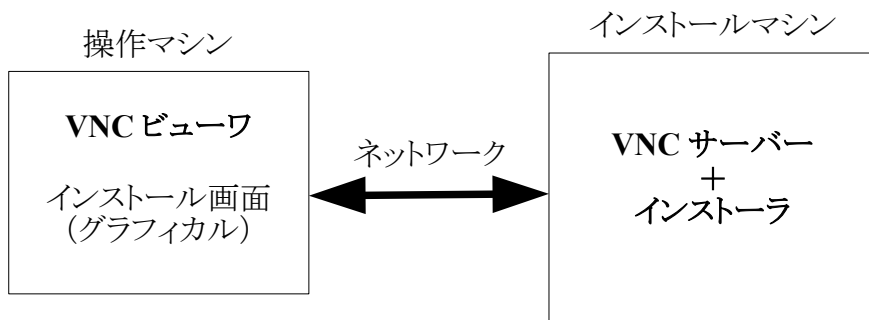 操作マシン
VNC ビューワ
インストール画面
(グラフィカル)
ネットワーク
インストールマシン
VNC サーバー
+
インストーラ